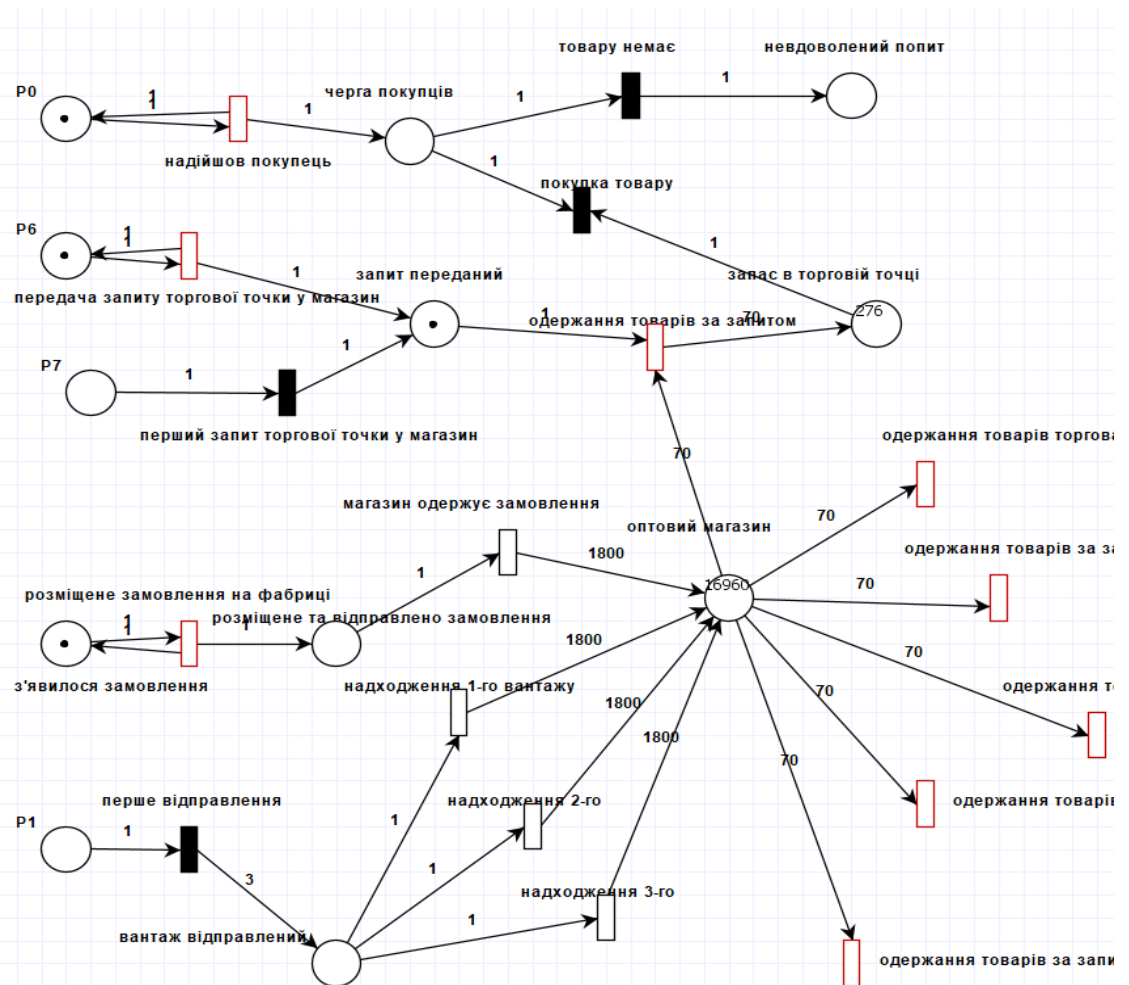 товару немає
невдоволений попит
P0
1
1
1
черга покупців
1
1
надійшов покупець
1
покупка товару
P6
1
1
1
1
запит переданий
запас в торговій точці
276
передача запиту торгової точки у магазин
1
одержання товарів за запитом
70
P7
1
1
перший запит торгової точки у магазин
70
одержання товарів торгова
магазин одержує замовлення
оптовий магазин
70
1800
одержання товарів за за
1
16960
70
розміщене замовлення на фабриці
розміщене та відправлено замовлення
1
1
1
1800
70
з'явилося замовлення
надходження 1-го вантажу
70
одержання то
1800
1800
70
перше відправлення
надходження 2-го
одержання товарів
P1
1
1
3
1
надходження 3-го
1
вантаж відправлений
одержання товарів за запи